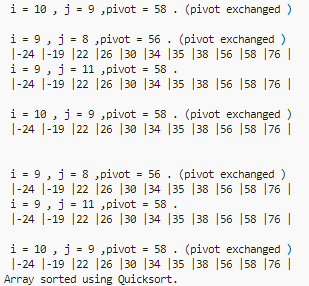 i = 10 , j = 9 ,pivot = 58 . (pivot exchanged )
i = 9 , j = 8 ,pivot = 56 . (pivot exchanged )
|-24 |-19 |22 |26 |30 |34 |35 |38 |56 |58 |76 |
i = 9 , j = 11 ,pivot = 58 .
|-24 |-19 |22 |26 |30 |34 |35 |38 |56 |58 |76 |
i = 10 , j = 9 ,pivot = 58 . (pivot exchanged )
|-24 |-19 |22 |26 |30 |34 |35 |38 |56 |58 |76 |
i = 9 , j = 8 ,pivot = 56 . (pivot exchanged )
|-24 |-19 |22 |26 |30 |34 |35 |38 |56 |58 |76 |
i = 9 , j = 11 ,pivot = 58 .
|-24 |-19 |22 |26 |30 |34 |35 |38 |56 |58 |76 |
i = 10 , j = 9 ,pivot = 58 . (pivot exchanged )
|-24 |-19 |22 |26 |30 |34 |35 |38 |56 |58 |76 |
Array sorted using Quicksort.